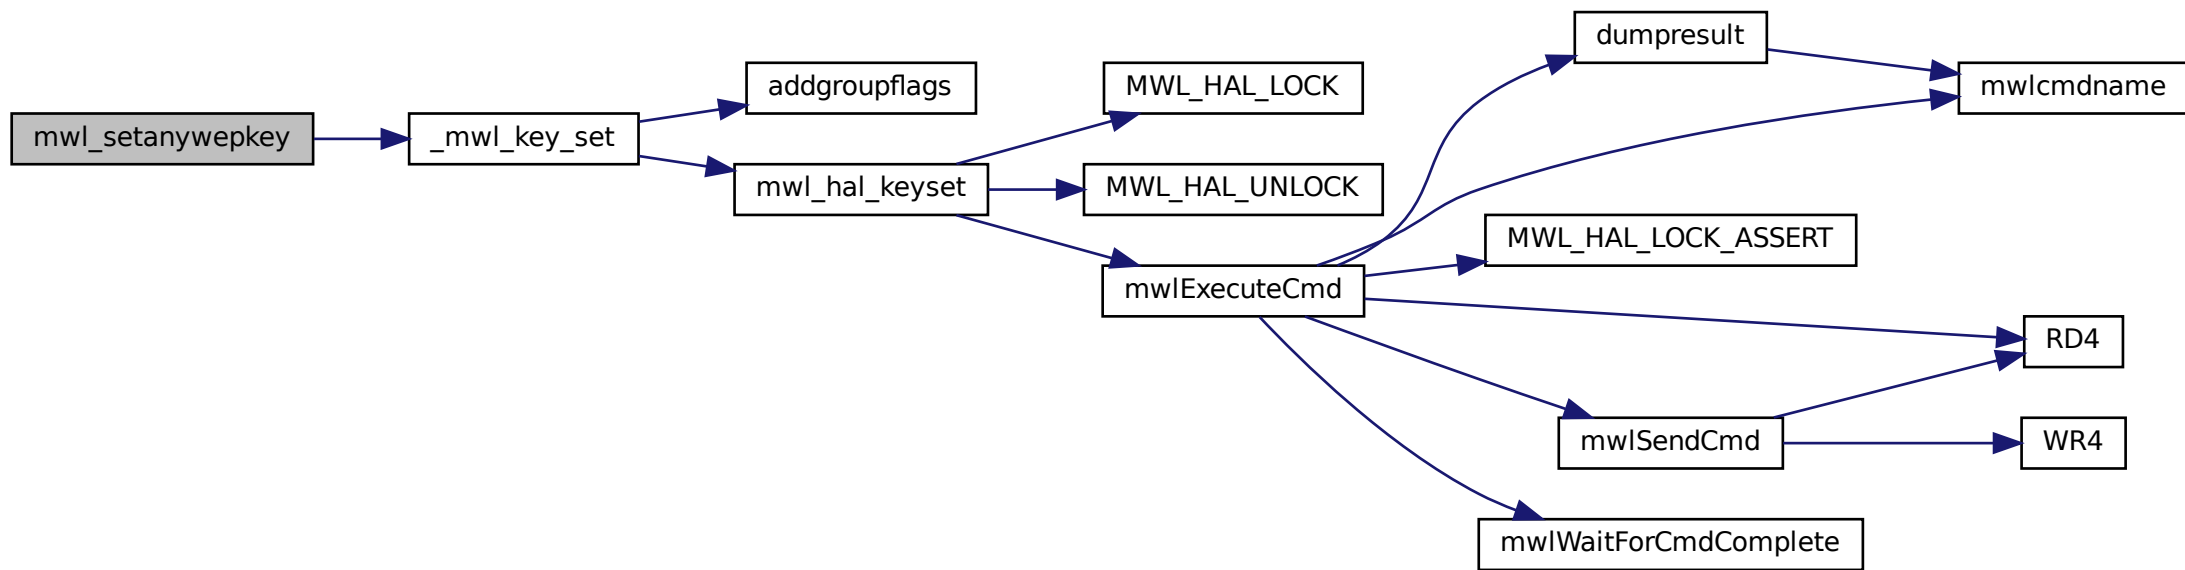 mwl_setanywepkey
_mwl_key_set
addgroupflags
mwl_hal_keyset
MWL_HAL_LOCK
MWL_HAL_UNLOCK
mwlExecuteCmd
dumpresult
mwlcmdname
MWL_HAL_LOCK_ASSERT
RD4
mwlSendCmd
WR4
mwlWaitForCmdComplete